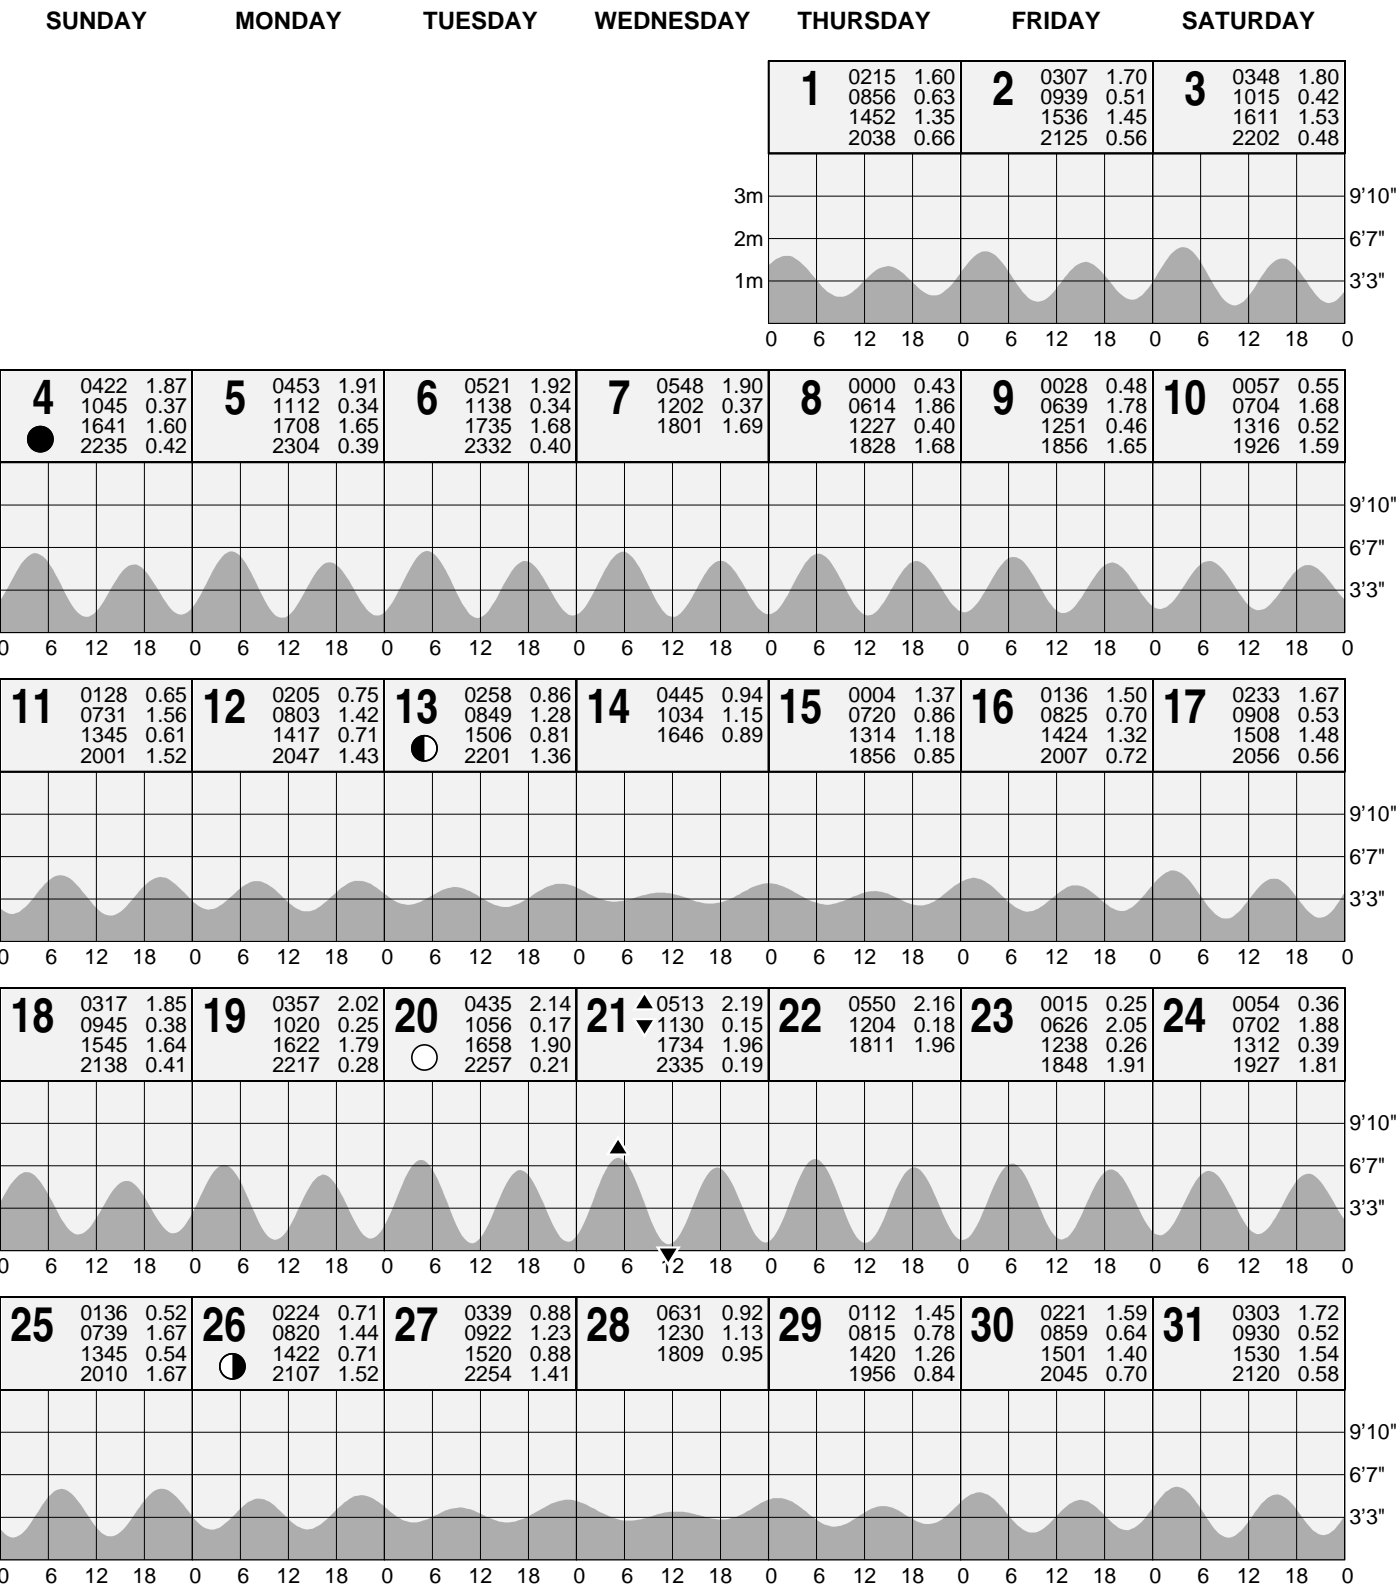 SUNDAY MONDAY TUESDAY WEDNESDAY THURSDAY FRIDAY SATURDAY
1 0215 1.60 2 0307 1.70 3 0348 1.80
0856 0.63 0939 0.51 1015 0.42
1452 1.35 1536 1.45 1611 1.53
2038 0.66 2125 0.56 2202 0.48
3m 9'10"
2m 6'7"
1m 3'3"
0 6 12 18 0 6 12 18 0 6 12 18 0
4 0422 1.87 5 0453 1.91 6 0521 1.92 7 0548 1.90 8 0000 0.43 9 0028 0.48 10 0057 0.55
1045 0.37 1112 0.34 1138 0.34 1202 0.37 0614 1.86 0639 1.78 0704 1.68
1641 1.60 1708 1.65 1735 1.68 1801 1.69 1227 0.40 1251 0.46 1316 0.52
2235 0.42 2304 0.39 2332 0.40 1828 1.68 1856 1.65 1926 1.59
9'10"
6'7"
3'3"
0 6 12 18 0 6 12 18 0 6 12 18 0 6 12 18 0 6 12 18 0 6 12 18 0 6 12 18 0
11 0128 0.65 12 0205 0.75 13 0258 0.86 14 0445 0.94 15 0004 1.37 16 0136 1.50 17 0233 1.67
0731 1.56 0803 1.42 0849 1.28 1034 1.15 0720 0.86 0825 0.70 0908 0.53
1345 0.61 1417 0.71 1506 0.81 1646 0.89 1314 1.18 1424 1.32 1508 1.48
2001 1.52 2047 1.43 2201 1.36 1856 0.85 2007 0.72 2056 0.56
9'10"
6'7"
3'3"
0 6 12 18 0 6 12 18 0 6 12 18 0 6 12 18 0 6 12 18 0 6 12 18 0 6 12 18 0
18 0317 1.85 19 0357 2.02 20 0435 2.14 21 0513 2.19 22 0550 2.16 23 0015 0.25 24 0054 0.36
0945 0.38 1020 0.25 1056 0.17 1130 0.15 1204 0.18 0626 2.05 0702 1.88
1545 1.64 1622 1.79 1658 1.90 1734 1.96 1811 1.96 1238 0.26 1312 0.39
2138 0.41 2217 0.28 2257 0.21 2335 0.19 1848 1.91 1927 1.81
9'10"
6'7"
3'3"
0 6 12 18 0 6 12 18 0 6 12 18 0 6 12 18 0 6 12 18 0 6 12 18 0 6 12 18 0
25 0136 0.52 26 0224 0.71 27 0339 0.88 28 0631 0.92 29 0112 1.45 30 0221 1.59 31 0303 1.72
0739 1.67 0820 1.44 0922 1.23 1230 1.13 0815 0.78 0859 0.64 0930 0.52
1345 0.54 1422 0.71 1520 0.88 1809 0.95 1420 1.26 1501 1.40 1530 1.54
2010 1.67 2107 1.52 2254 1.41 1956 0.84 2045 0.70 2120 0.58
9'10"
6'7"
3'3"
0 6 12 18 0 6 12 18 0 6 12 18 0 6 12 18 0 6 12 18 0 6 12 18 0 6 12 18 0